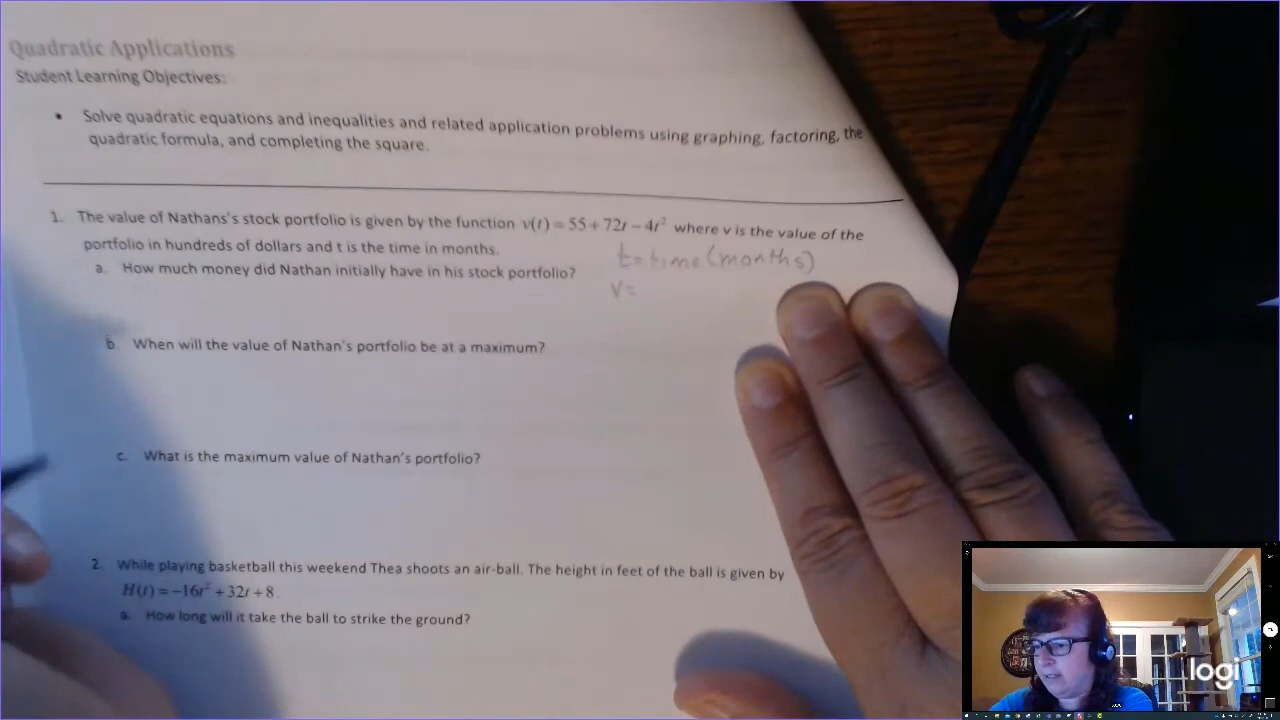 Quadratic Applications
Student Learning Objectives:
• Solve quadratic equations and inequalities and related application problems using graphing, factoring, the
quadratic formula, and completing the square.
1. The value of Nathans's stock portfolio is given by the function v(t) = 55 + 72t − 4t² where v is the value of the
portfolio in hundreds of dollars and t is the time in months.
t = time (months)
a. How much money did Nathan initially have in his stock portfolio?
v =
b. When will the value of Nathan's portfolio be at a maximum?
c. What is the maximum value of Nathan's portfolio?
2. While playing basketball this weekend Thea shoots an air-ball. The height in feet of the ball is given by
H(t) = −16t² + 32t + 8.
a. How long will it take the ball to strike the ground?
logi